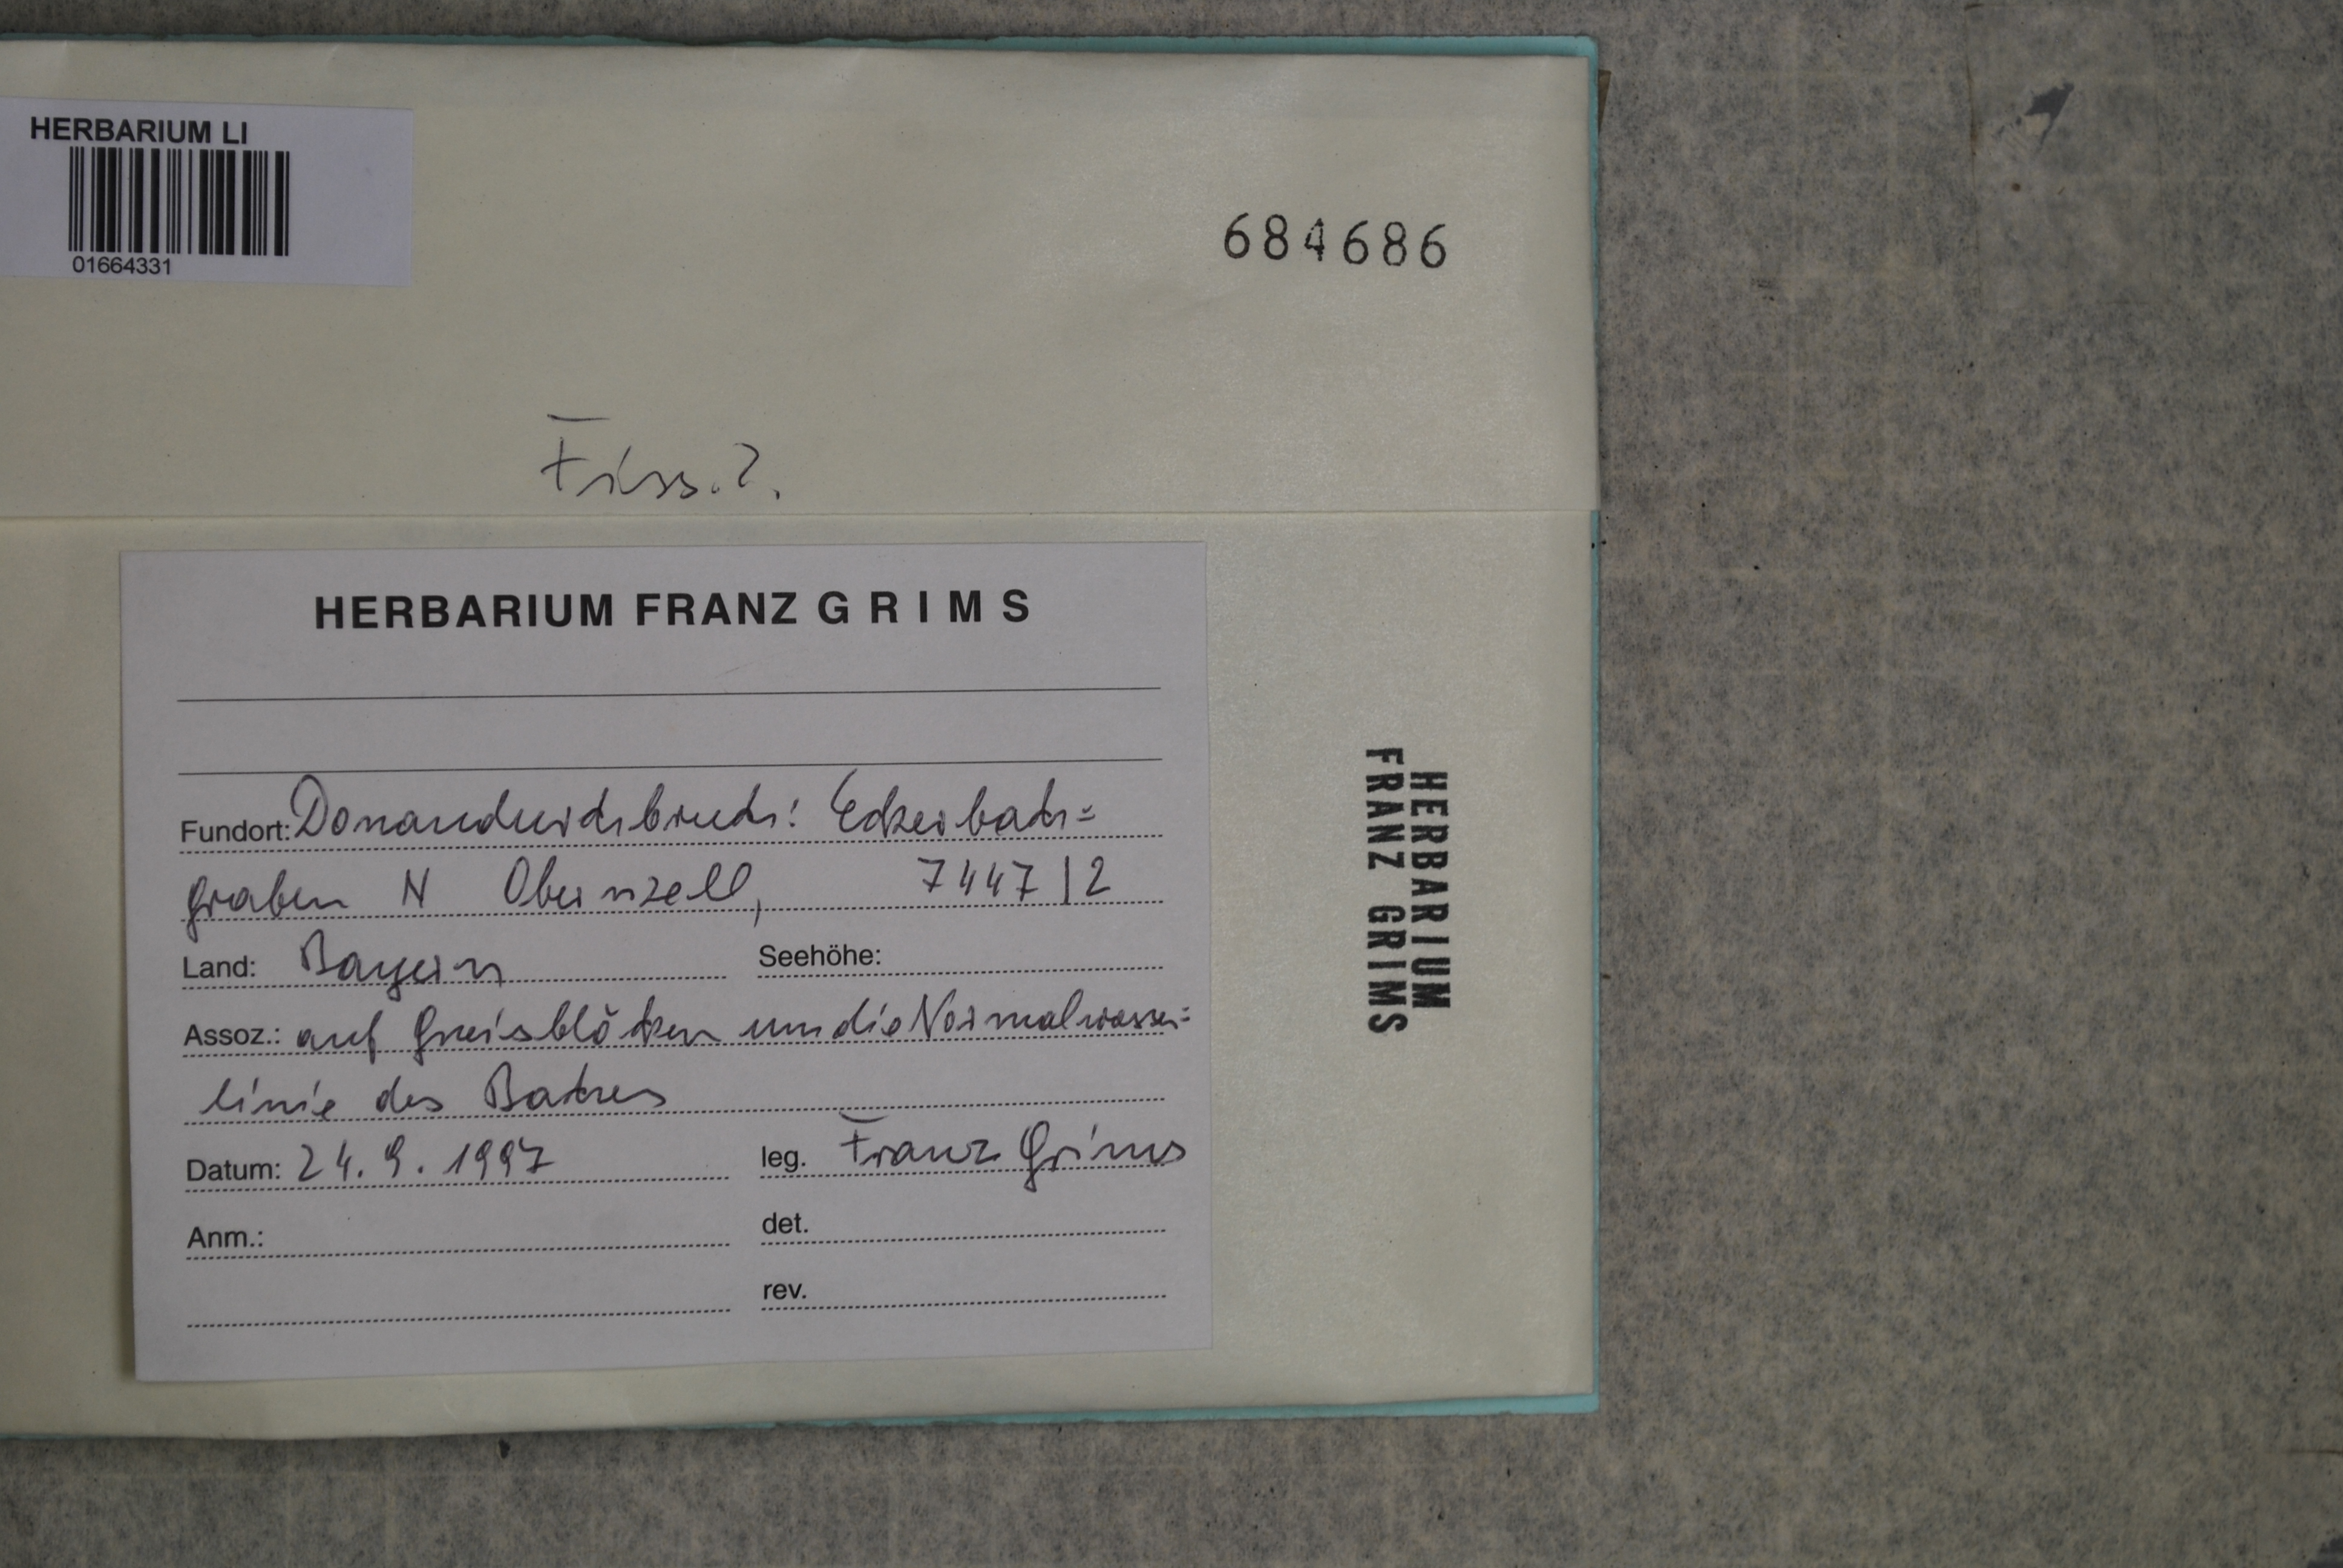 HERBARIUM LI
01664331
684686
Fiss.?.
HERBARIUM FRANZ GRIMS
Fundort: Donaudurchbruch: Eckerbach=
graben N Obernzell, 7447/2
Land: Bayern Seehöhe:
Assoz.: auf Gneisblöcken um die Normalwasser=
linie des Baches
Datum: 24.9.1997 leg. Franz Grims
Anm.: det.
rev.
HERBARIUM
FRANZ GRIMS